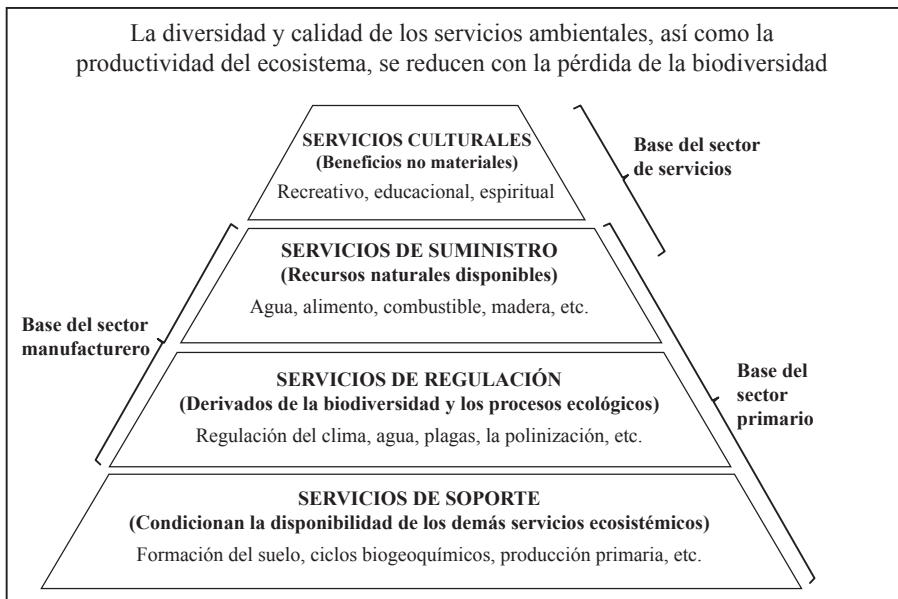 La diversidad y calidad de los servicios ambientales, así como la
productividad del ecosistema, se reducen con la pérdida de la biodiversidad
SERVICIOS CULTURALES
(Beneficios no materiales)
Recreativo, educacional, espiritual
Base del sector
de servicios
SERVICIOS DE SUMINISTRO
(Recursos naturales disponibles)
Agua, alimento, combustible, madera, etc.
Base del sector
manufacturero
SERVICIOS DE REGULACIÓN
(Derivados de la biodiversidad y los procesos ecológicos)
Regulación del clima, agua, plagas, la polinización, etc.
Base del
sector
primario
SERVICIOS DE SOPORTE
(Condicionan la disponibilidad de los demás servicios ecosistémicos)
Formación del suelo, ciclos biogeoquímicos, producción primaria, etc.